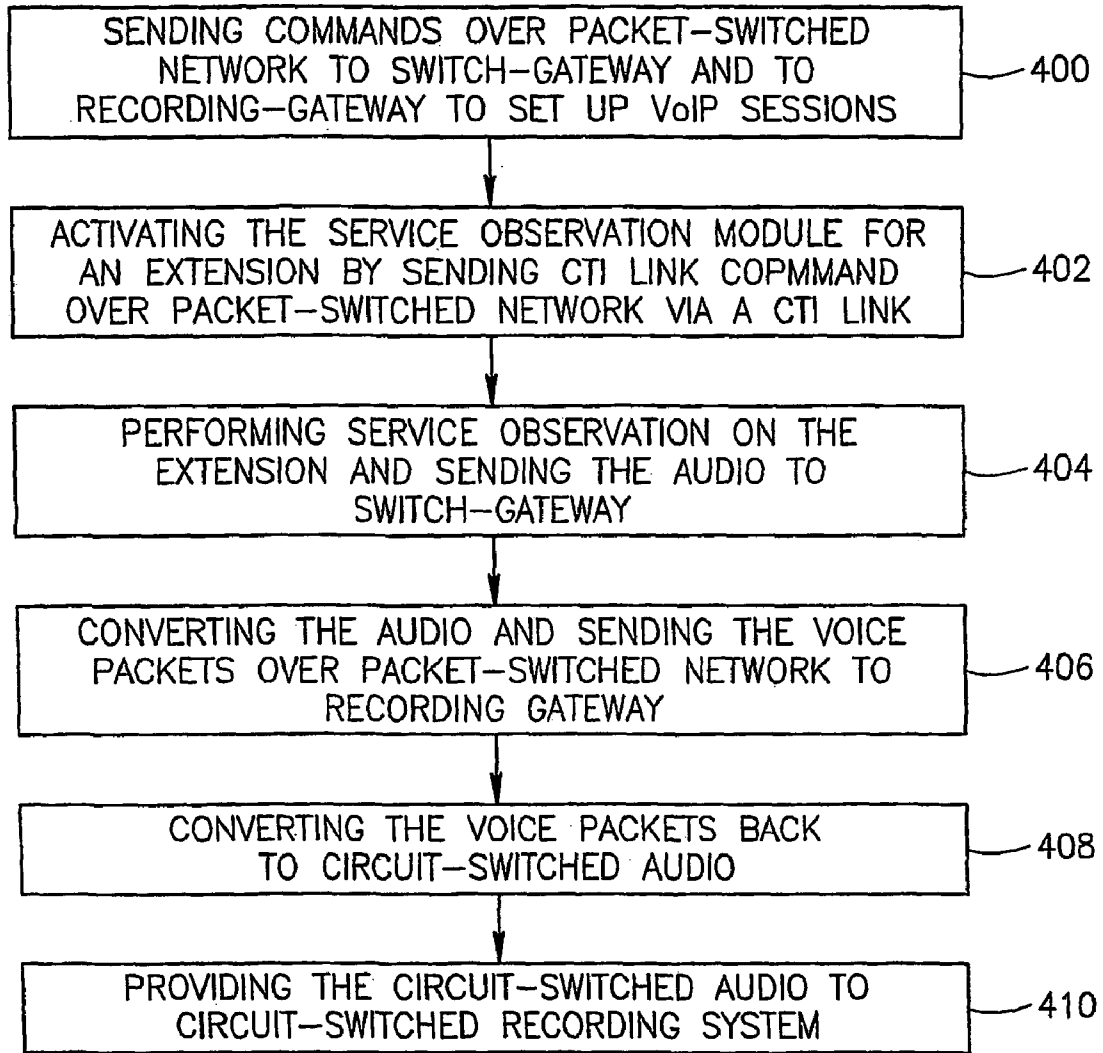 SENDING COMMANDS OVER PACKET-SWITCHED
NETWORK TO SWITCH-GATEWAY AND TO
RECORDING-GATEWAY TO SET UP VoIP SESSIONS
400
ACTIVATING THE SERVICE OBSERVATION MODULE FOR
AN EXTENSION BY SENDING CTI LINK COPMMAND
OVER PACKET-SWITCHED NETWORK VIA A CTI LINK
402
PERFORMING SERVICE OBSERVATION ON THE
EXTENSION AND SENDING THE AUDIO TO
SWITCH-GATEWAY
404
CONVERTING THE AUDIO AND SENDING THE VOICE
PACKETS OVER PACKET-SWITCHED NETWORK TO
RECORDING GATEWAY
406
CONVERTING THE VOICE PACKETS BACK
TO CIRCUIT-SWITCHED AUDIO
408
PROVIDING THE CIRCUIT-SWITCHED AUDIO TO
CIRCUIT-SWITCHED RECORDING SYSTEM
410